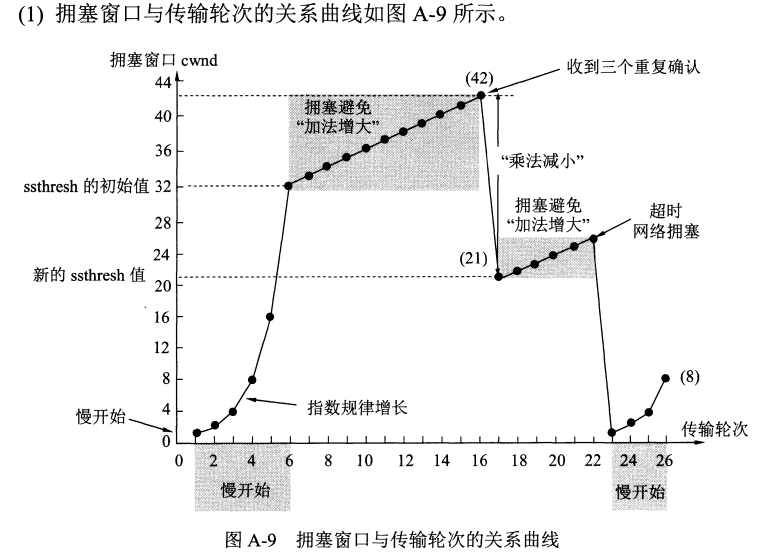 (1) 拥塞窗口与传输轮次的关系曲线如图 A-9 所示。
拥塞窗口 cwnd
44
(42)
收到三个重复确认
40
拥塞避免
“加法增大”
36
“乘法减小”
ssthresh 的初始值 32
28
拥塞避免
“加法增大”
超时
网络拥塞
24
(21)
新的 ssthresh 值
20
16
12
8
(8)
慢开始
4
指数规律增长
0
传输轮次
0 2 4 6 8 10 12 14 16 18 20 22 24 26
慢开始
慢开始
图 A-9 拥塞窗口与传输轮次的关系曲线